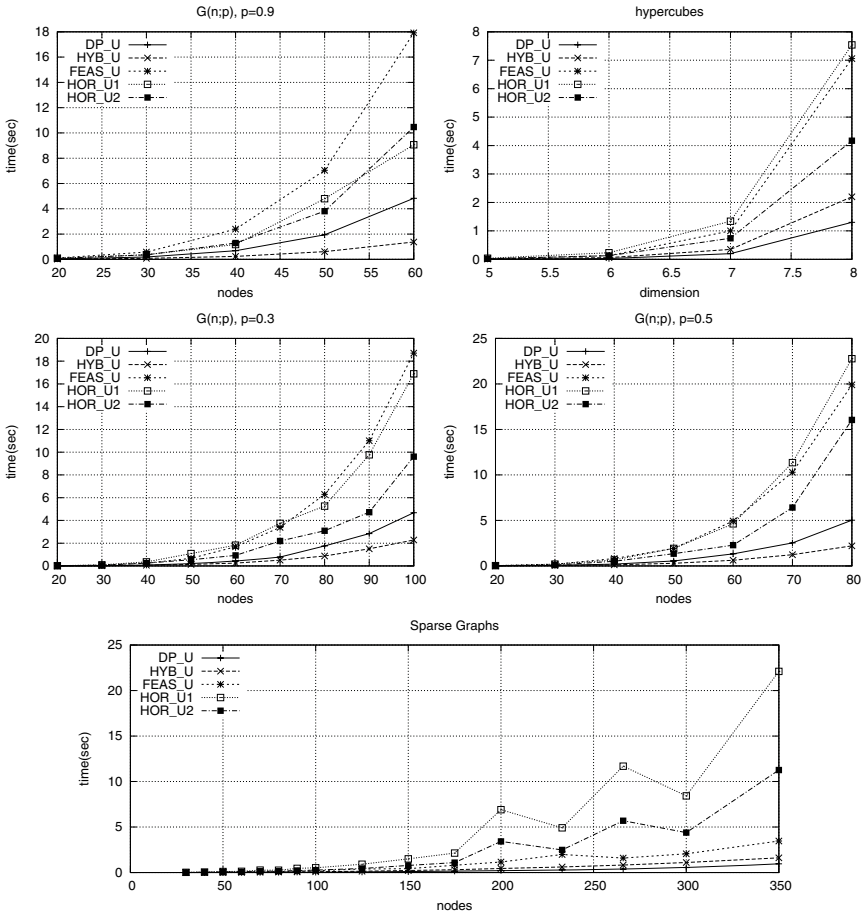 G(n;p), p=0.9
18
16
14
12
10
8
6
4
2
0
time(sec)
DP_U
HYB_U
FEAS_U
HOR_U1
HOR_U2
20 25 30 35 40 45 50 55 60
nodes
hypercubes
8
7
6
5
4
3
2
1
0
time(sec)
DP_U
HYB_U
FEAS_U
HOR_U1
HOR_U2
5 5.5 6 6.5 7 7.5 8
dimension
G(n;p), p=0.3
20
18
16
14
12
10
8
6
4
2
0
time(sec)
DP_U
HYB_U
FEAS_U
HOR_U1
HOR_U2
20 30 40 50 60 70 80 90 100
nodes
G(n;p), p=0.5
25
20
15
10
5
0
time(sec)
DP_U
HYB_U
FEAS_U
HOR_U1
HOR_U2
20 30 40 50 60 70 80
nodes
Sparse Graphs
25
20
15
10
5
0
time(sec)
DP_U
HYB_U
FEAS_U
HOR_U1
HOR_U2
0 50 100 150 200 250 300 350
nodes